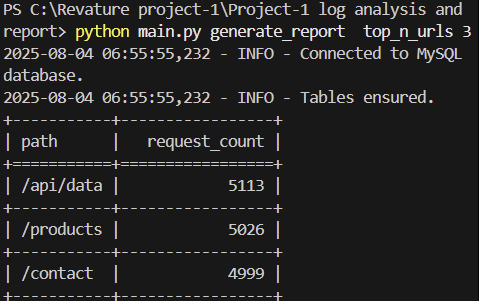 PS C:\Revature project-1\Project-1 log analysis and
report> python main.py generate_report  top_n_urls 3
2025-08-04 06:55:55,232 - INFO - Connected to MySQL
database.
2025-08-04 06:55:55,232 - INFO - Tables ensured.
+-----------+-----------------+
| path      |   request_count |
+===========+=================+
| /api/data |            5113 |
+-----------+-----------------+
| /products |            5026 |
+-----------+-----------------+
| /contact  |            4999 |
+-----------+-----------------+